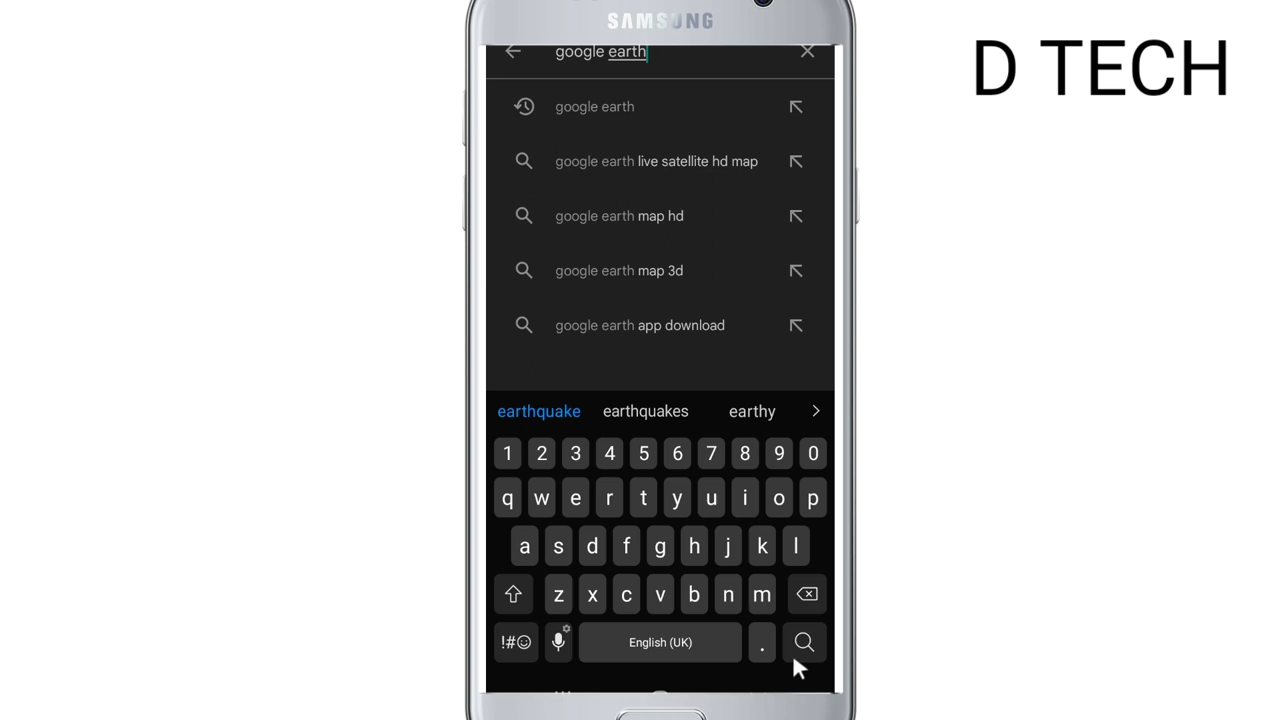 SAMSUNG
D TECH
google earth
google earth
google earth live satellite hd map
google earth map hd
google earth map 3d
google earth app download
earthquake earthquakes earthy
1 2 3 4 5 6 7 8 9 0
q w e r t y u i o p
a s d f g h j k l
z x c v b n m
!#☺ English (UK) .